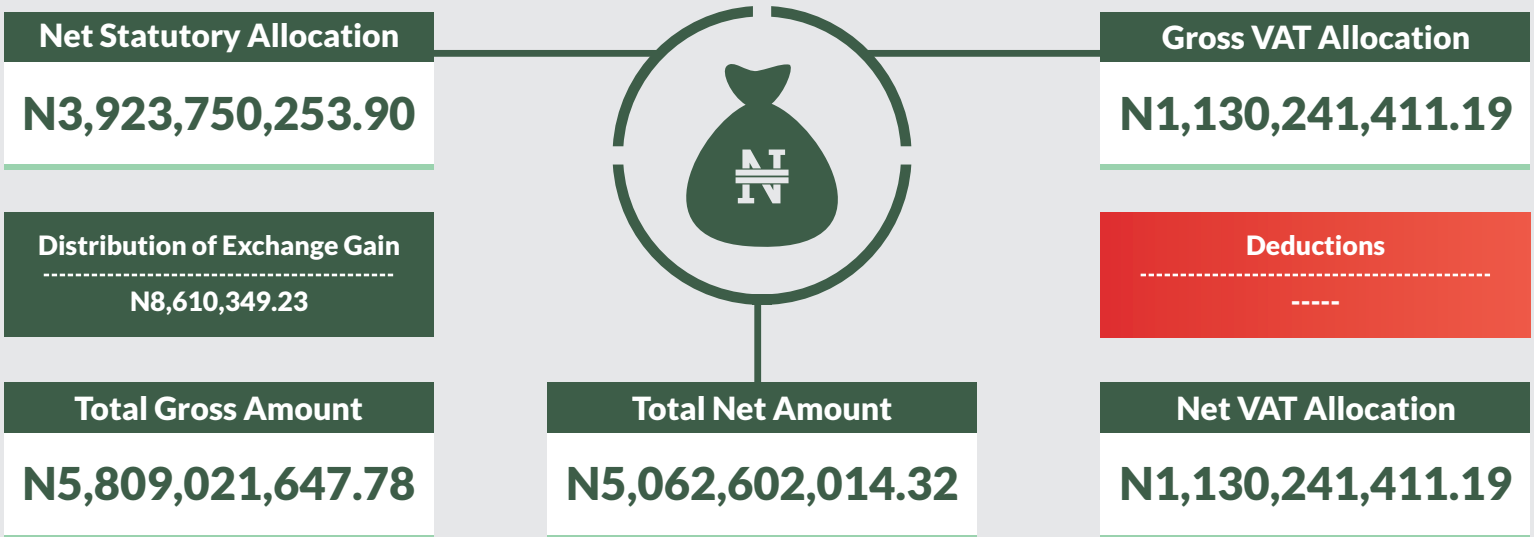 Net Statutory Allocation
N3,923,750,253.90
Gross VAT Allocation
N1,130,241,411.19
₦
Distribution of Exchange Gain
---------------------------------------------
N8,610,349.23
Deductions
---------------------------------------------
-----
Total Gross Amount
N5,809,021,647.78
Total Net Amount
N5,062,602,014.32
Net VAT Allocation
N1,130,241,411.19